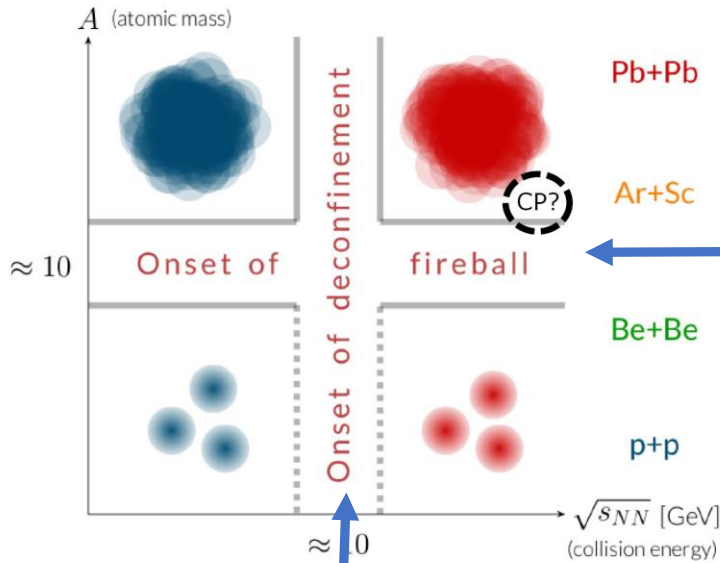 A (atomic mass)
Pb+Pb
CP?
Ar+Sc
≈ 10
Onset of fireball
Onset of deconfinement
Be+Be
p+p
√sNN [GeV]
(collision energy)